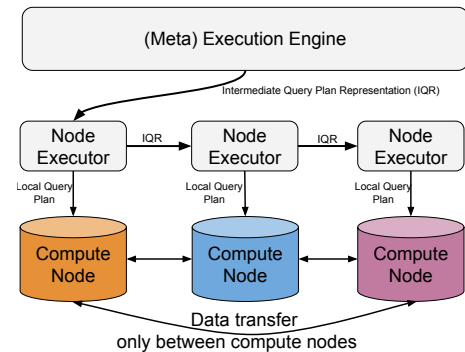 (Meta) Execution Engine
Intermediate Query Plan Representation (IQR)
Node
Executor
IQR
Node
Executor
IQR
Node
Executor
Local Query
Plan
Local Query
Plan
Local Query
Plan
Compute
Node
Compute
Node
Compute
Node
Data transfer
only between compute nodes